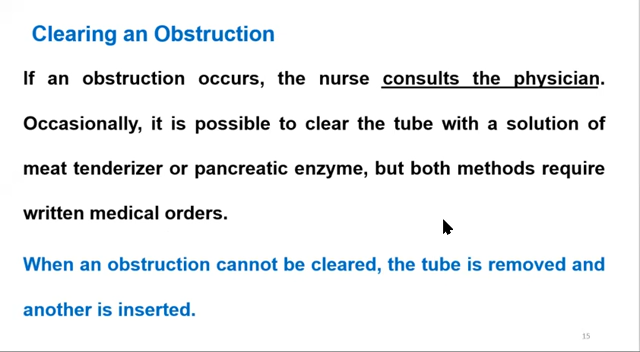 Clearing an Obstruction
If an obstruction occurs, the nurse consults the physician.
Occasionally, it is possible to clear the tube with a solution of
meat tenderizer or pancreatic enzyme, but both methods require
written medical orders.
When an obstruction cannot be cleared, the tube is removed and
another is inserted.
15